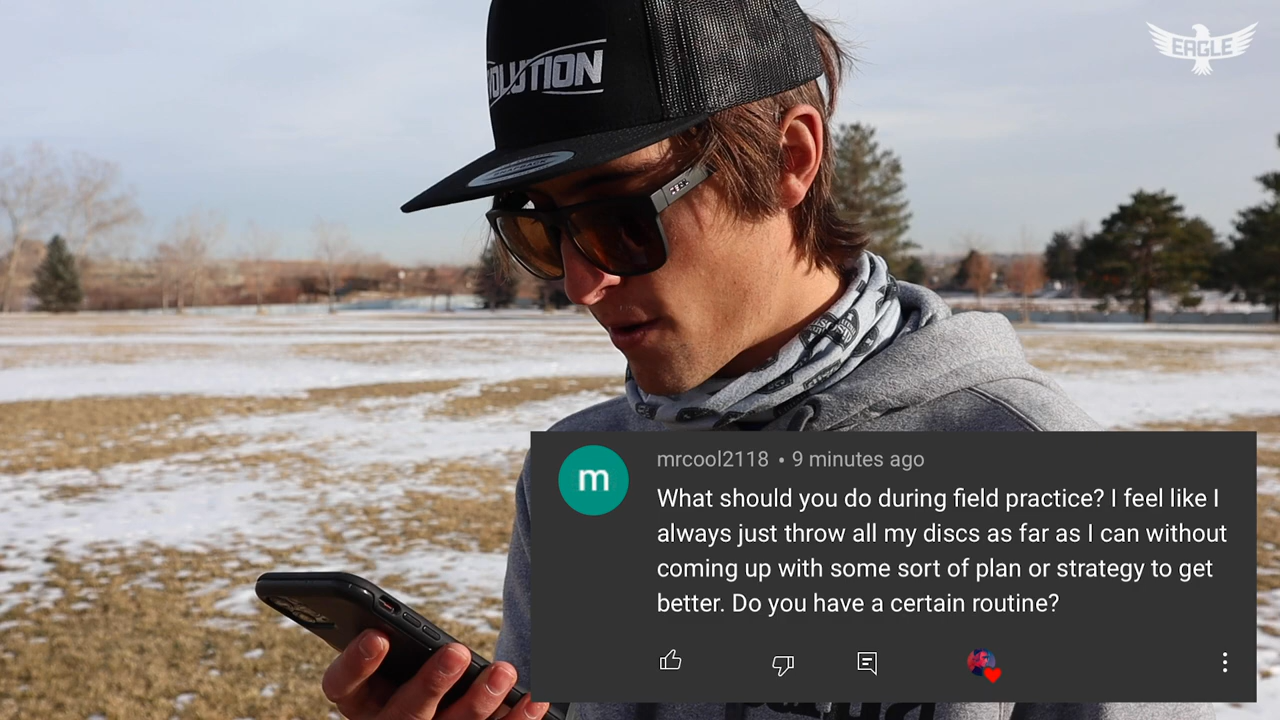 OLUTION
EAGLE
mrcool2118 • 9 minutes ago
m
What should you do during field practice? I feel like I
always just throw all my discs as far as I can without
coming up with some sort of plan or strategy to get
better. Do you have a certain routine?